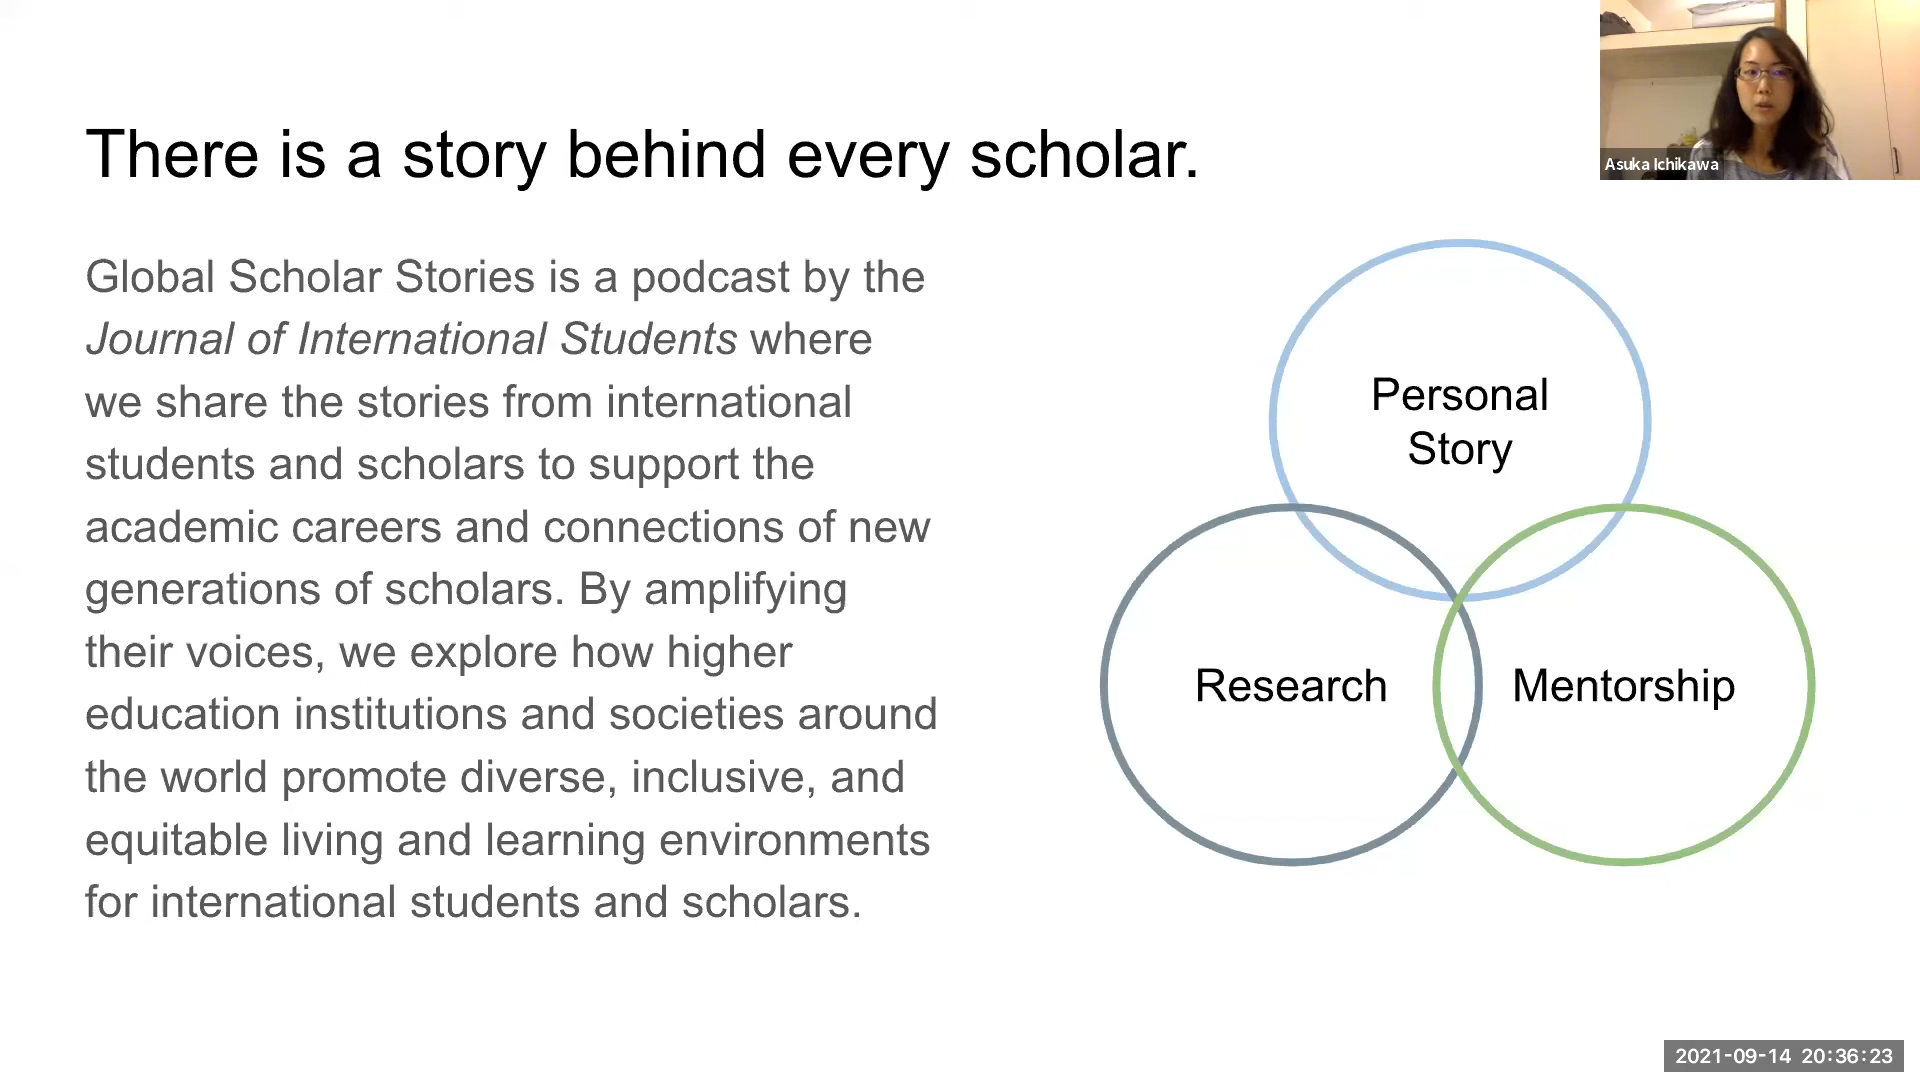 There is a story behind every scholar.
Asuka Ichikawa
Global Scholar Stories is a podcast by the
Journal of International Students where
we share the stories from international
students and scholars to support the
academic careers and connections of new
generations of scholars. By amplifying
their voices, we explore how higher
education institutions and societies around
the world promote diverse, inclusive, and
equitable living and learning environments
for international students and scholars.
Personal
Story
Research
Mentorship
2021-09-14 20:36:23